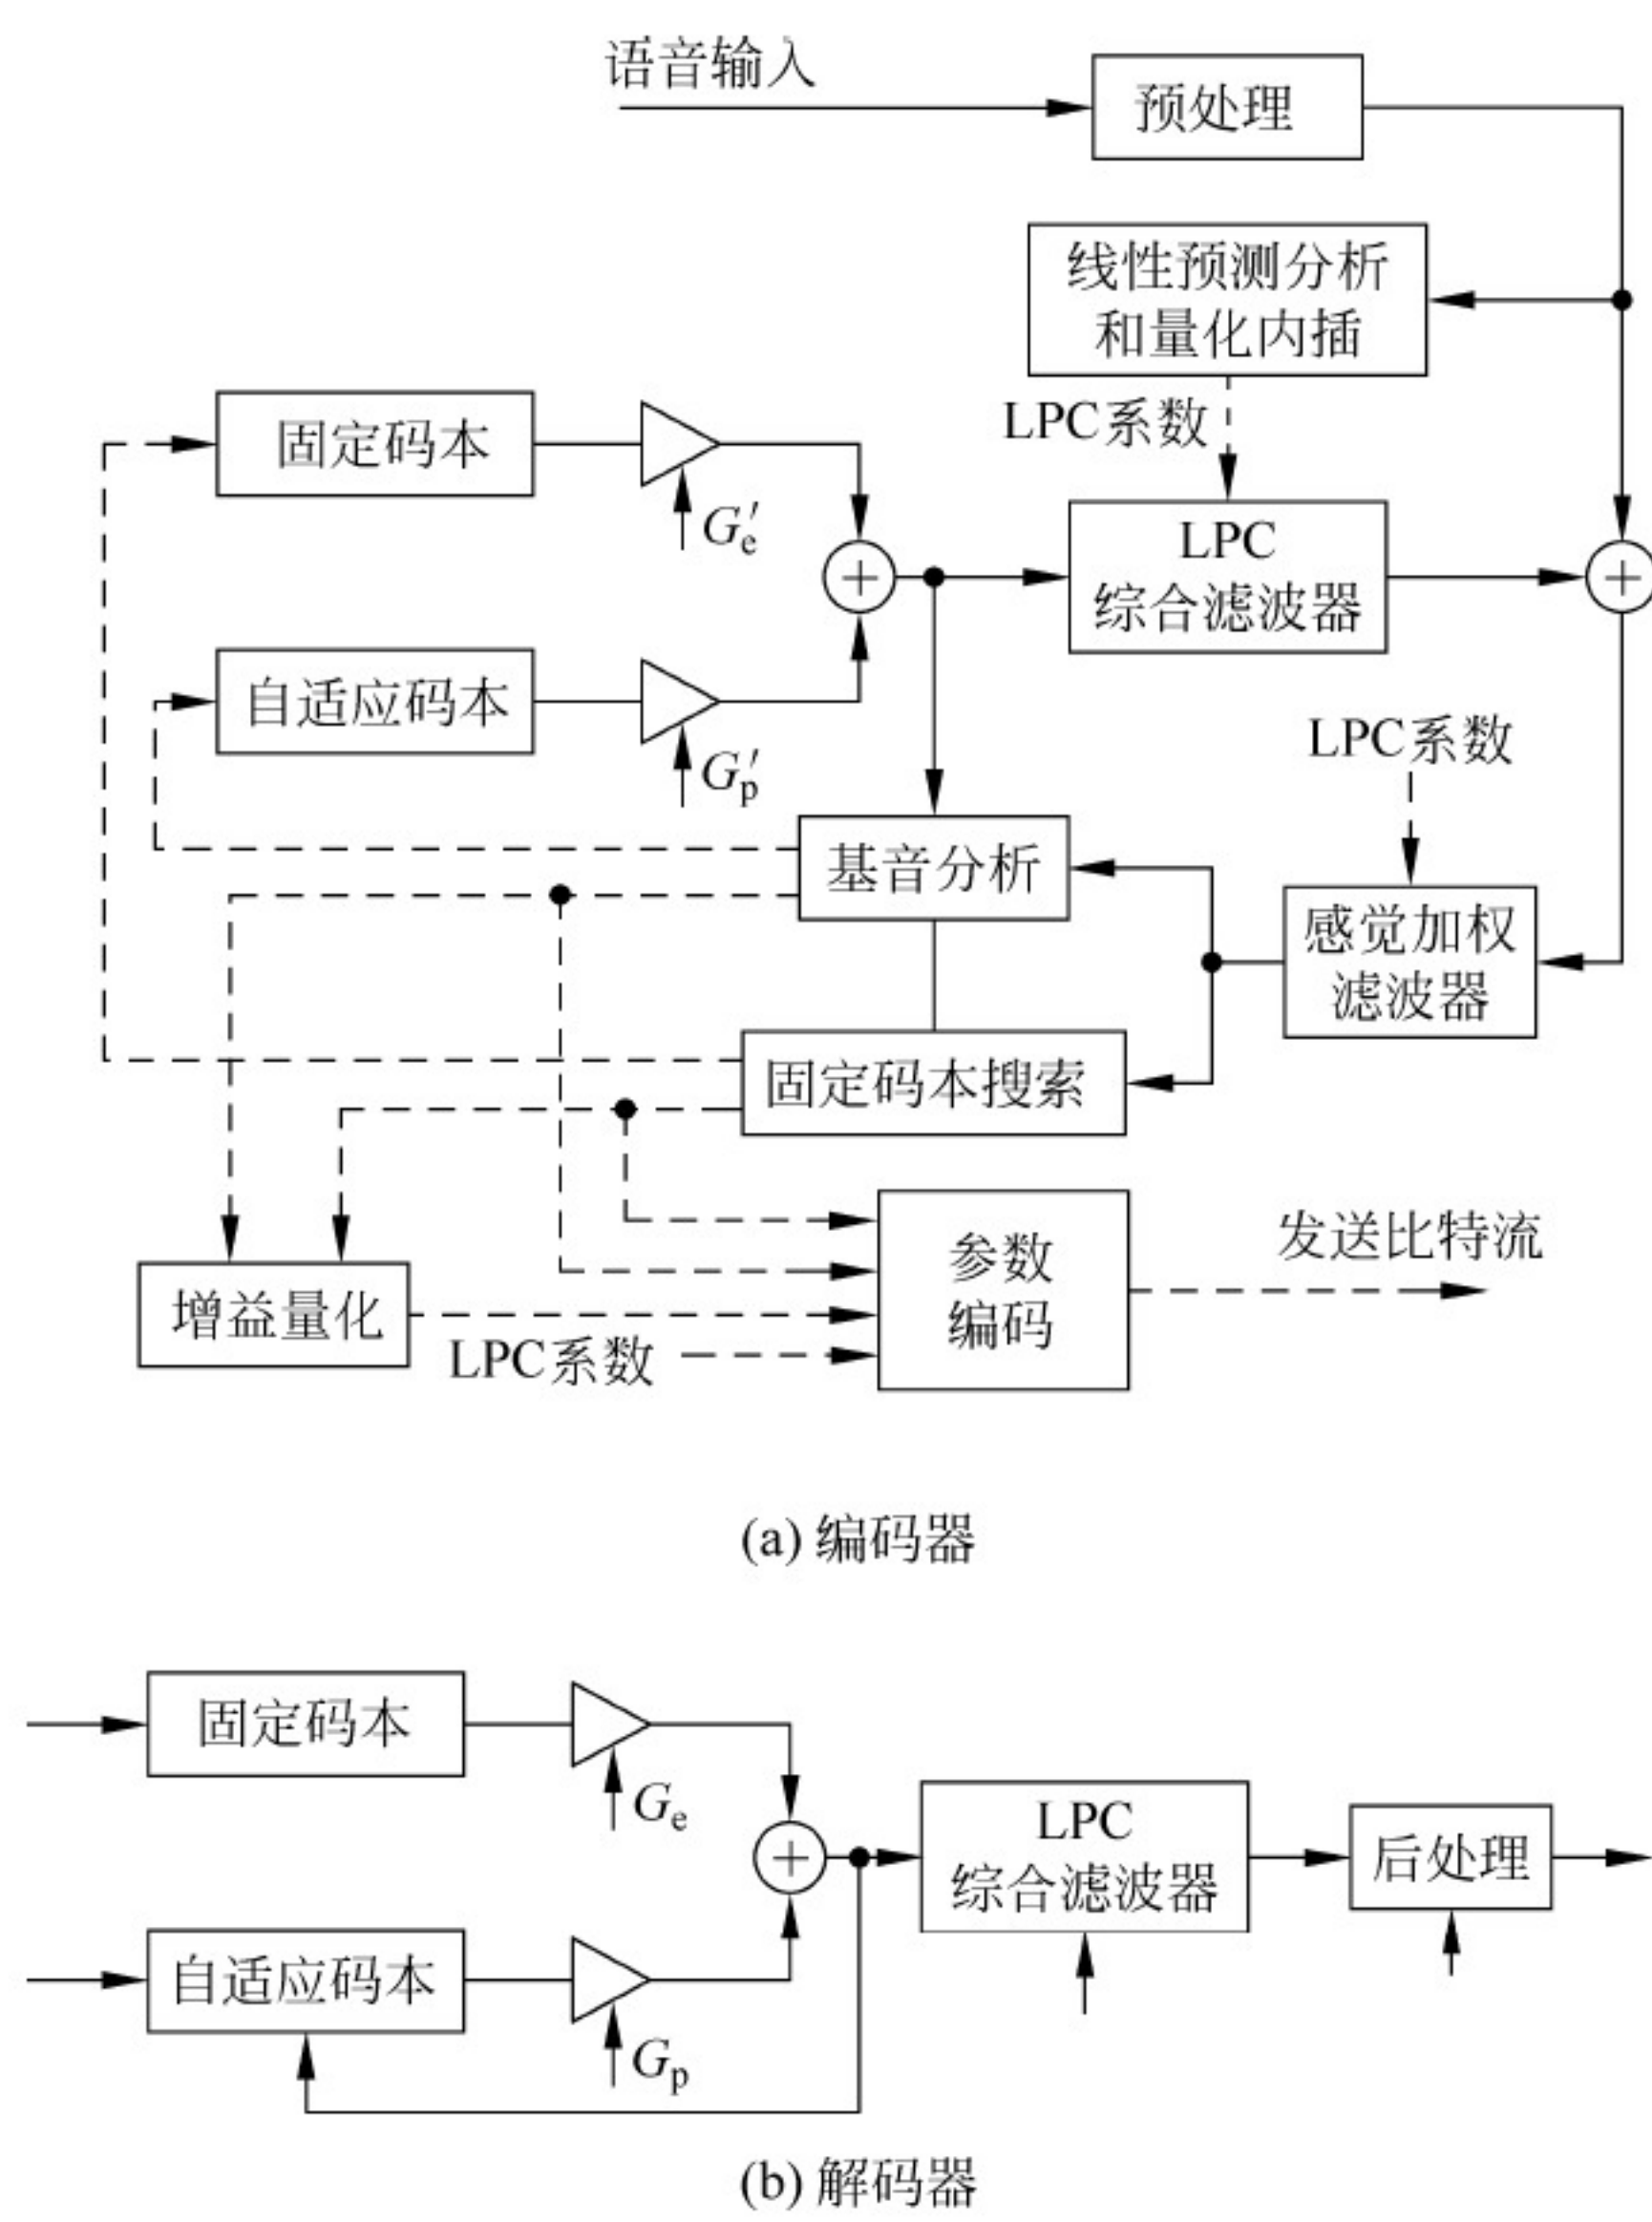 语音输入
预处理
线性预测分析
和量化内插
LPC系数
固定码本
G′e
LPC
综合滤波器
+
+
自适应码本
G′p
LPC系数
基音分析
感觉加权
滤波器
固定码本搜索
参数
编码
发送比特流
增益量化
LPC系数
(a) 编码器
固定码本
Ge
LPC
综合滤波器
后处理
+
自适应码本
Gp
(b) 解码器